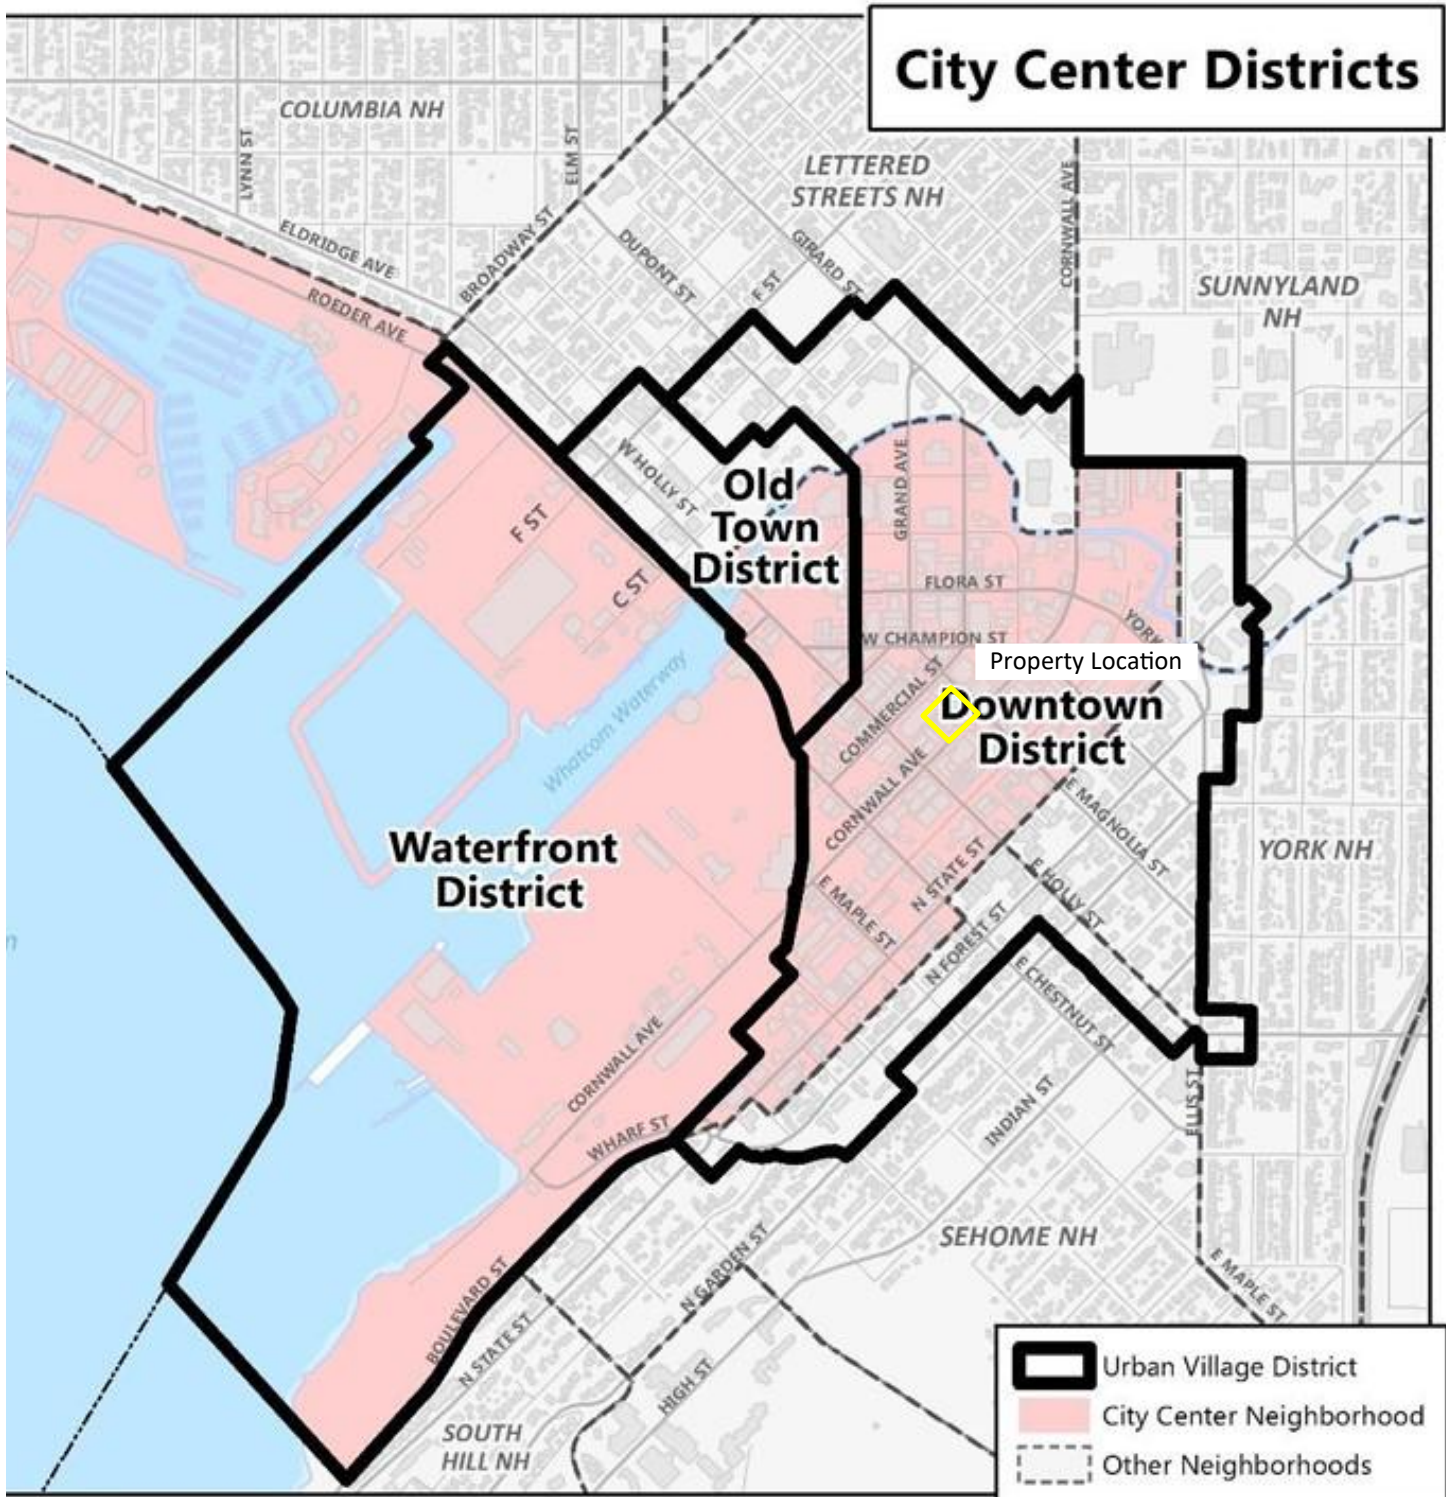 City Center Districts
COLUMBIA NH
LYNN ST
ELM ST
LETTERED
STREETS NH
CORNWALL AVE
ELDRIDGE AVE
BROADWAY ST
DUPONT ST
F ST
GIRARD ST
SUNNYLAND
NH
ROEDER AVE
W HOLLY ST
Old
Town
District
GRAND AVE
F ST
C ST
FLORA ST
W CHAMPION ST
YORK
Property Location
Whatcom Waterway
COMMERCIAL ST
Downtown
District
CORNWALL AVE
E MAGNOLIA ST
Waterfront
District
YORK NH
E MAPLE ST
N STATE ST
E HOLLY ST
N FOREST ST
E CHESTNUT ST
n
CORNWALL AVE
WHARF ST
INDIAN ST
ELLIS ST
SEHOME NH
BOULEVARD ST
N STATE ST
N GARDEN ST
E MAPLE ST
HIGH ST
SOUTH
HILL NH
Urban Village District
City Center Neighborhood
Other Neighborhoods